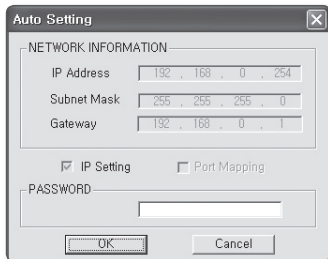 Auto Setting
NETWORK INFORMATION
IP Address 192 . 168 . 0 . 254
Subnet Mask 255 . 255 . 255 . 0
Gateway 192 . 168 . 0 . 1
IP Setting Port Mapping
PASSWORD
OK Cancel